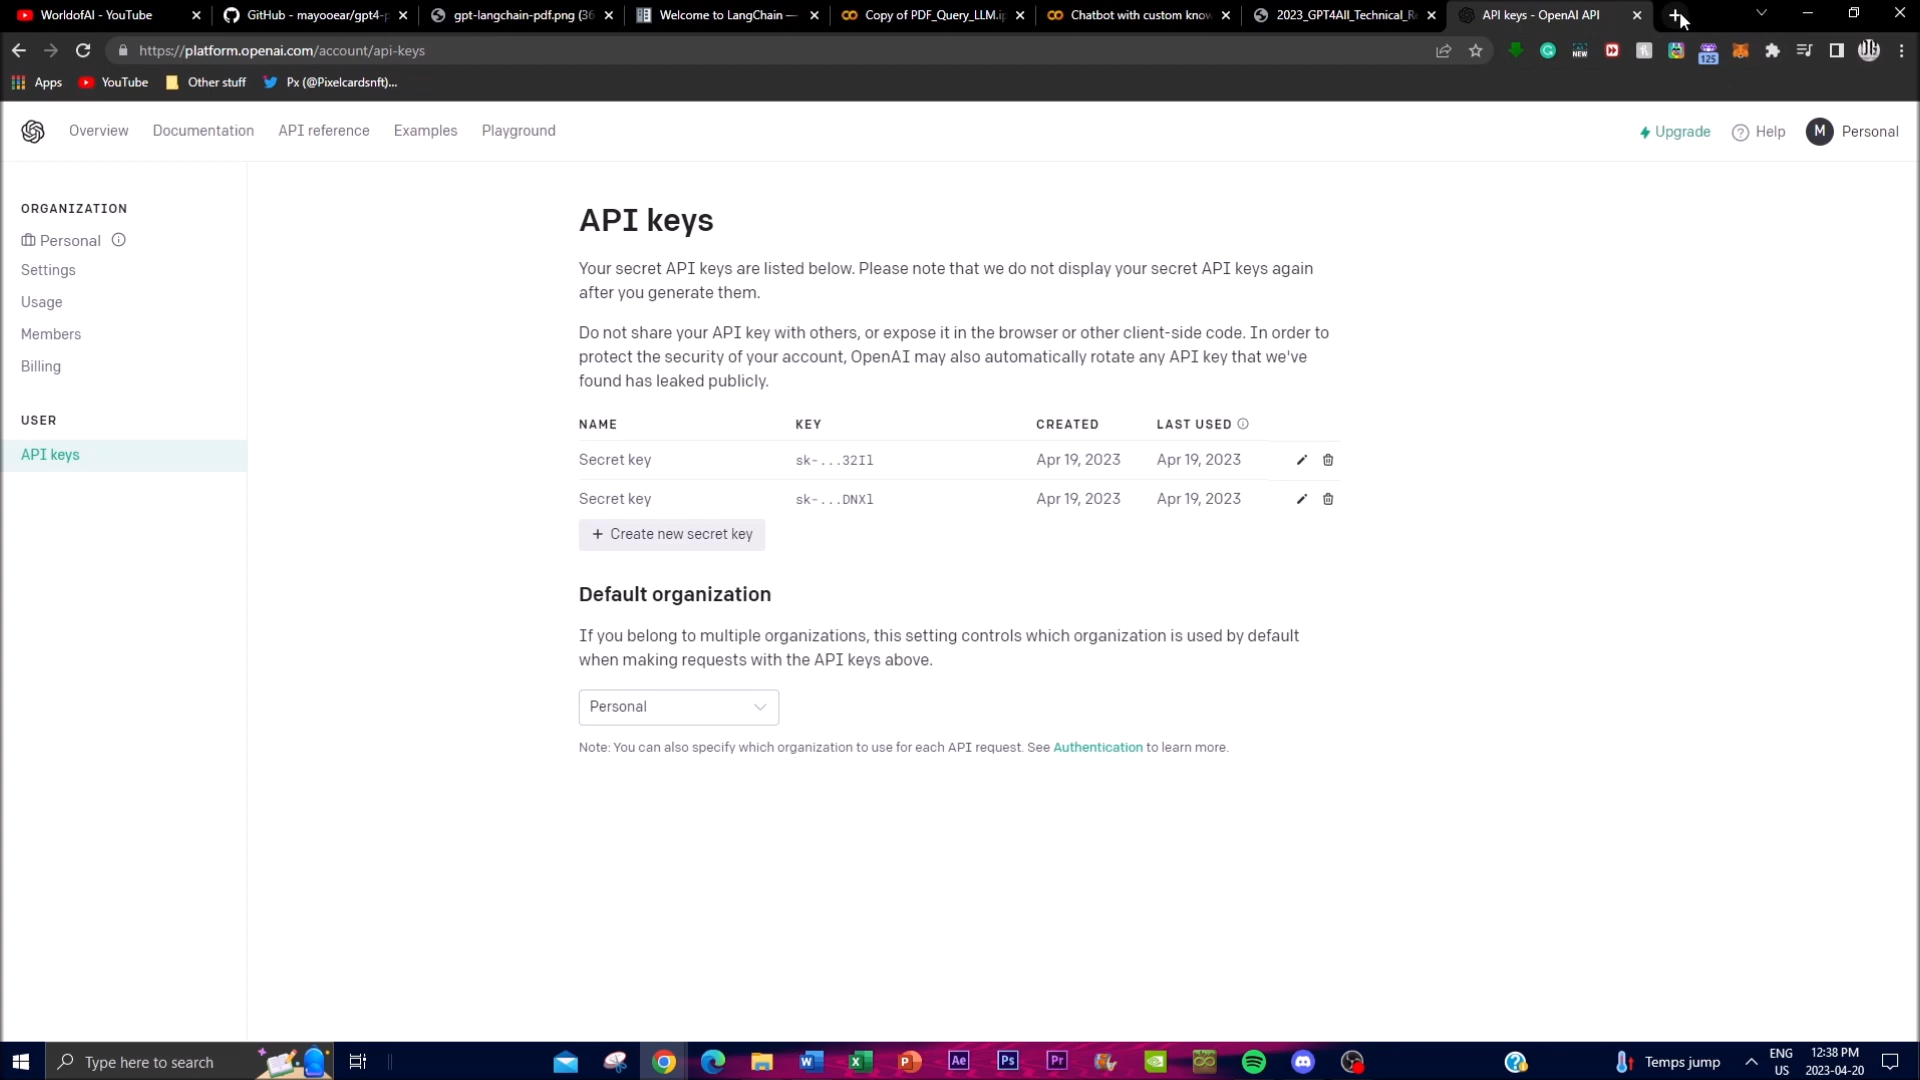 WorldofAI - YouTube
GitHub - mayooear/gpt4-p
gpt-langchain-pdf.png (36
Welcome to LangChain —
Copy of PDF_Query_LLM.ip
Chatbot with custom know
2023_GPT4All_Technical_Re
API keys - OpenAI API
https://platform.openai.com/account/api-keys
NEW
125
Apps
YouTube
Other stuff
Px (@Pixelcardsnft)...
Overview
Documentation
API reference
Examples
Playground
Upgrade
Help
M
Personal
ORGANIZATION
Personal
Settings
Usage
Members
Billing
USER
API keys
API keys
Your secret API keys are listed below. Please note that we do not display your secret API keys again
after you generate them.
Do not share your API key with others, or expose it in the browser or other client-side code. In order to
protect the security of your account, OpenAI may also automatically rotate any API key that we've
found has leaked publicly.
NAME KEY CREATED LAST USED
Secret key sk-...32Il Apr 19, 2023 Apr 19, 2023
Secret key sk-...DNXl Apr 19, 2023 Apr 19, 2023
+ Create new secret key
Default organization
If you belong to multiple organizations, this setting controls which organization is used by default
when making requests with the API keys above.
Personal
Note: You can also specify which organization to use for each API request. See Authentication to learn more.
Type here to search
W
X
P
Ae
Ps
Pr
Temps jump
ENG
US
12:38 PM
2023-04-20